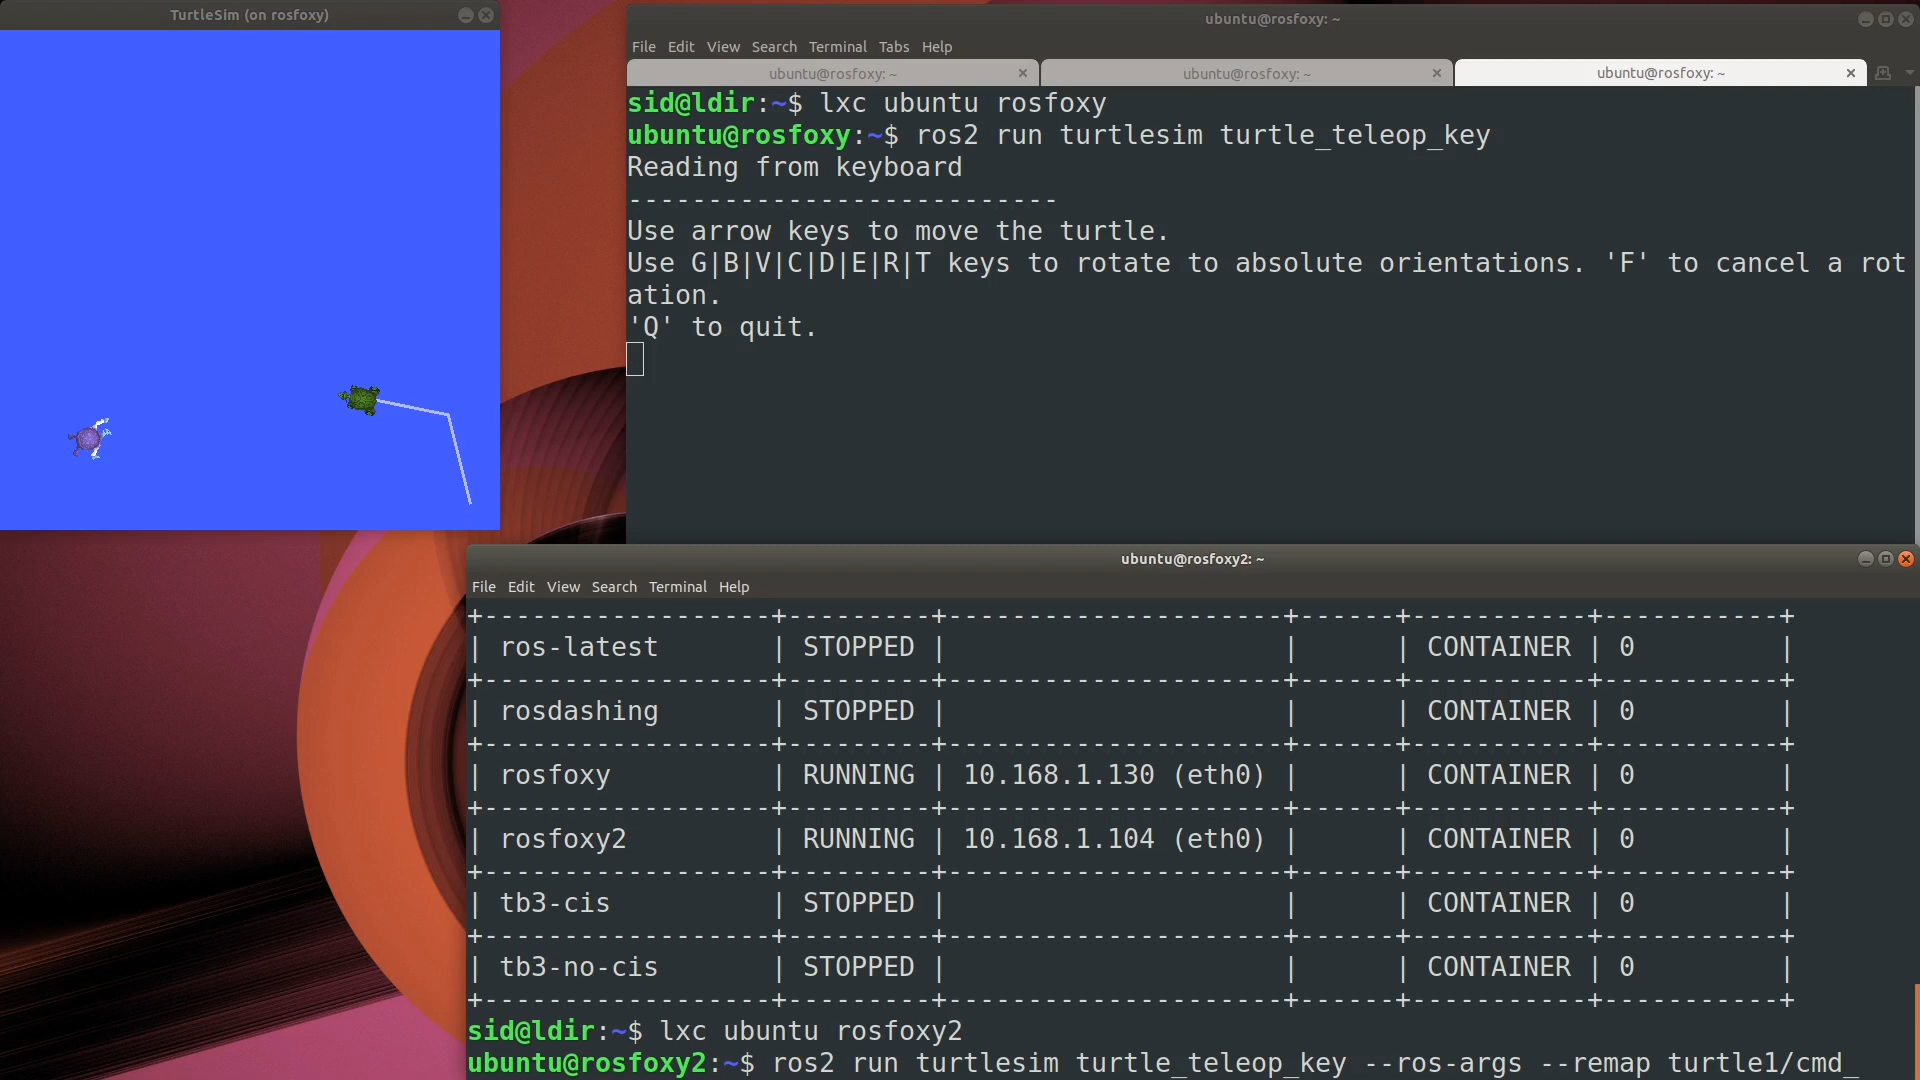 TurtleSim (on rosfoxy)
ubuntu@rosfoxy: ~
File Edit View Search Terminal Tabs Help
ubuntu@rosfoxy: ~ ubuntu@rosfoxy: ~ ubuntu@rosfoxy: ~
sid@ldir:~$ lxc ubuntu rosfoxy
ubuntu@rosfoxy:~$ ros2 run turtlesim turtle_teleop_key
Reading from keyboard
---------------------------
Use arrow keys to move the turtle.
Use G|B|V|C|D|E|R|T keys to rotate to absolute orientations. 'F' to cancel a rot
ation.
'Q' to quit.
ubuntu@rosfoxy2: ~
File Edit View Search Terminal Help
+------------------+---------+---------------------+------+-----------+-----------+
| ros-latest       | STOPPED |                     |      | CONTAINER | 0         |
+------------------+---------+---------------------+------+-----------+-----------+
| rosdashing       | STOPPED |                     |      | CONTAINER | 0         |
+------------------+---------+---------------------+------+-----------+-----------+
| rosfoxy          | RUNNING | 10.168.1.130 (eth0) |      | CONTAINER | 0         |
+------------------+---------+---------------------+------+-----------+-----------+
| rosfoxy2         | RUNNING | 10.168.1.104 (eth0) |      | CONTAINER | 0         |
+------------------+---------+---------------------+------+-----------+-----------+
| tb3-cis          | STOPPED |                     |      | CONTAINER | 0         |
+------------------+---------+---------------------+------+-----------+-----------+
| tb3-no-cis       | STOPPED |                     |      | CONTAINER | 0         |
+------------------+---------+---------------------+------+-----------+-----------+
sid@ldir:~$ lxc ubuntu rosfoxy2
ubuntu@rosfoxy2:~$ ros2 run turtlesim turtle_teleop_key --ros-args --remap turtle1/cmd_